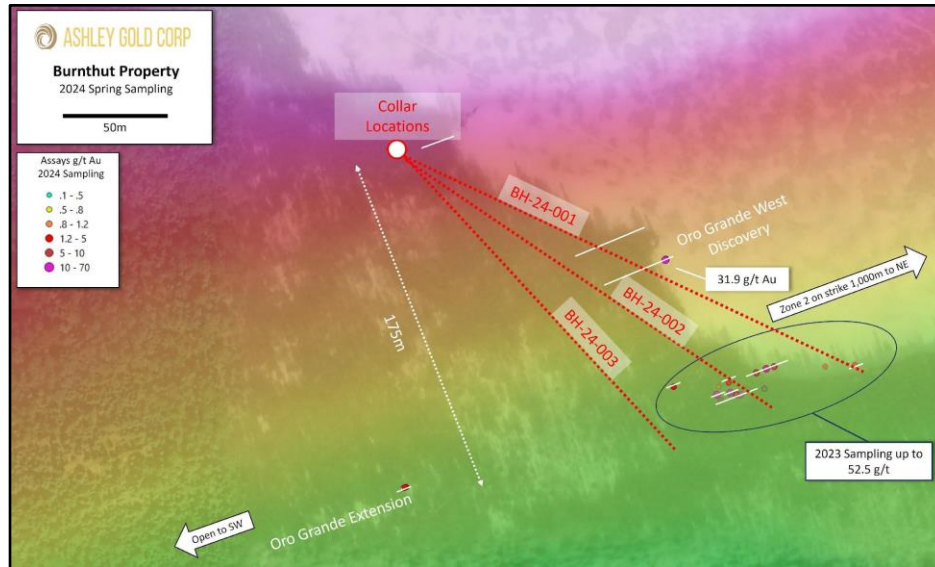 ASHLEY GOLD CORP
Burnthut Property
2024 Spring Sampling
50m
Assays g/t Au
2024 Sampling
.1 - .5
.5 - .8
.8 - 1.2
1.2 - 5
5 - 10
10 - 70
Collar
Locations
BH-24-001
Oro Grande West
Discovery
31.9 g/t Au
Zone 2 on strike 1,000m to NE
BH-24-002
BH-24-003
175m
2023 Sampling up to
52.5 g/t
Oro Grande Extension
Open to SW